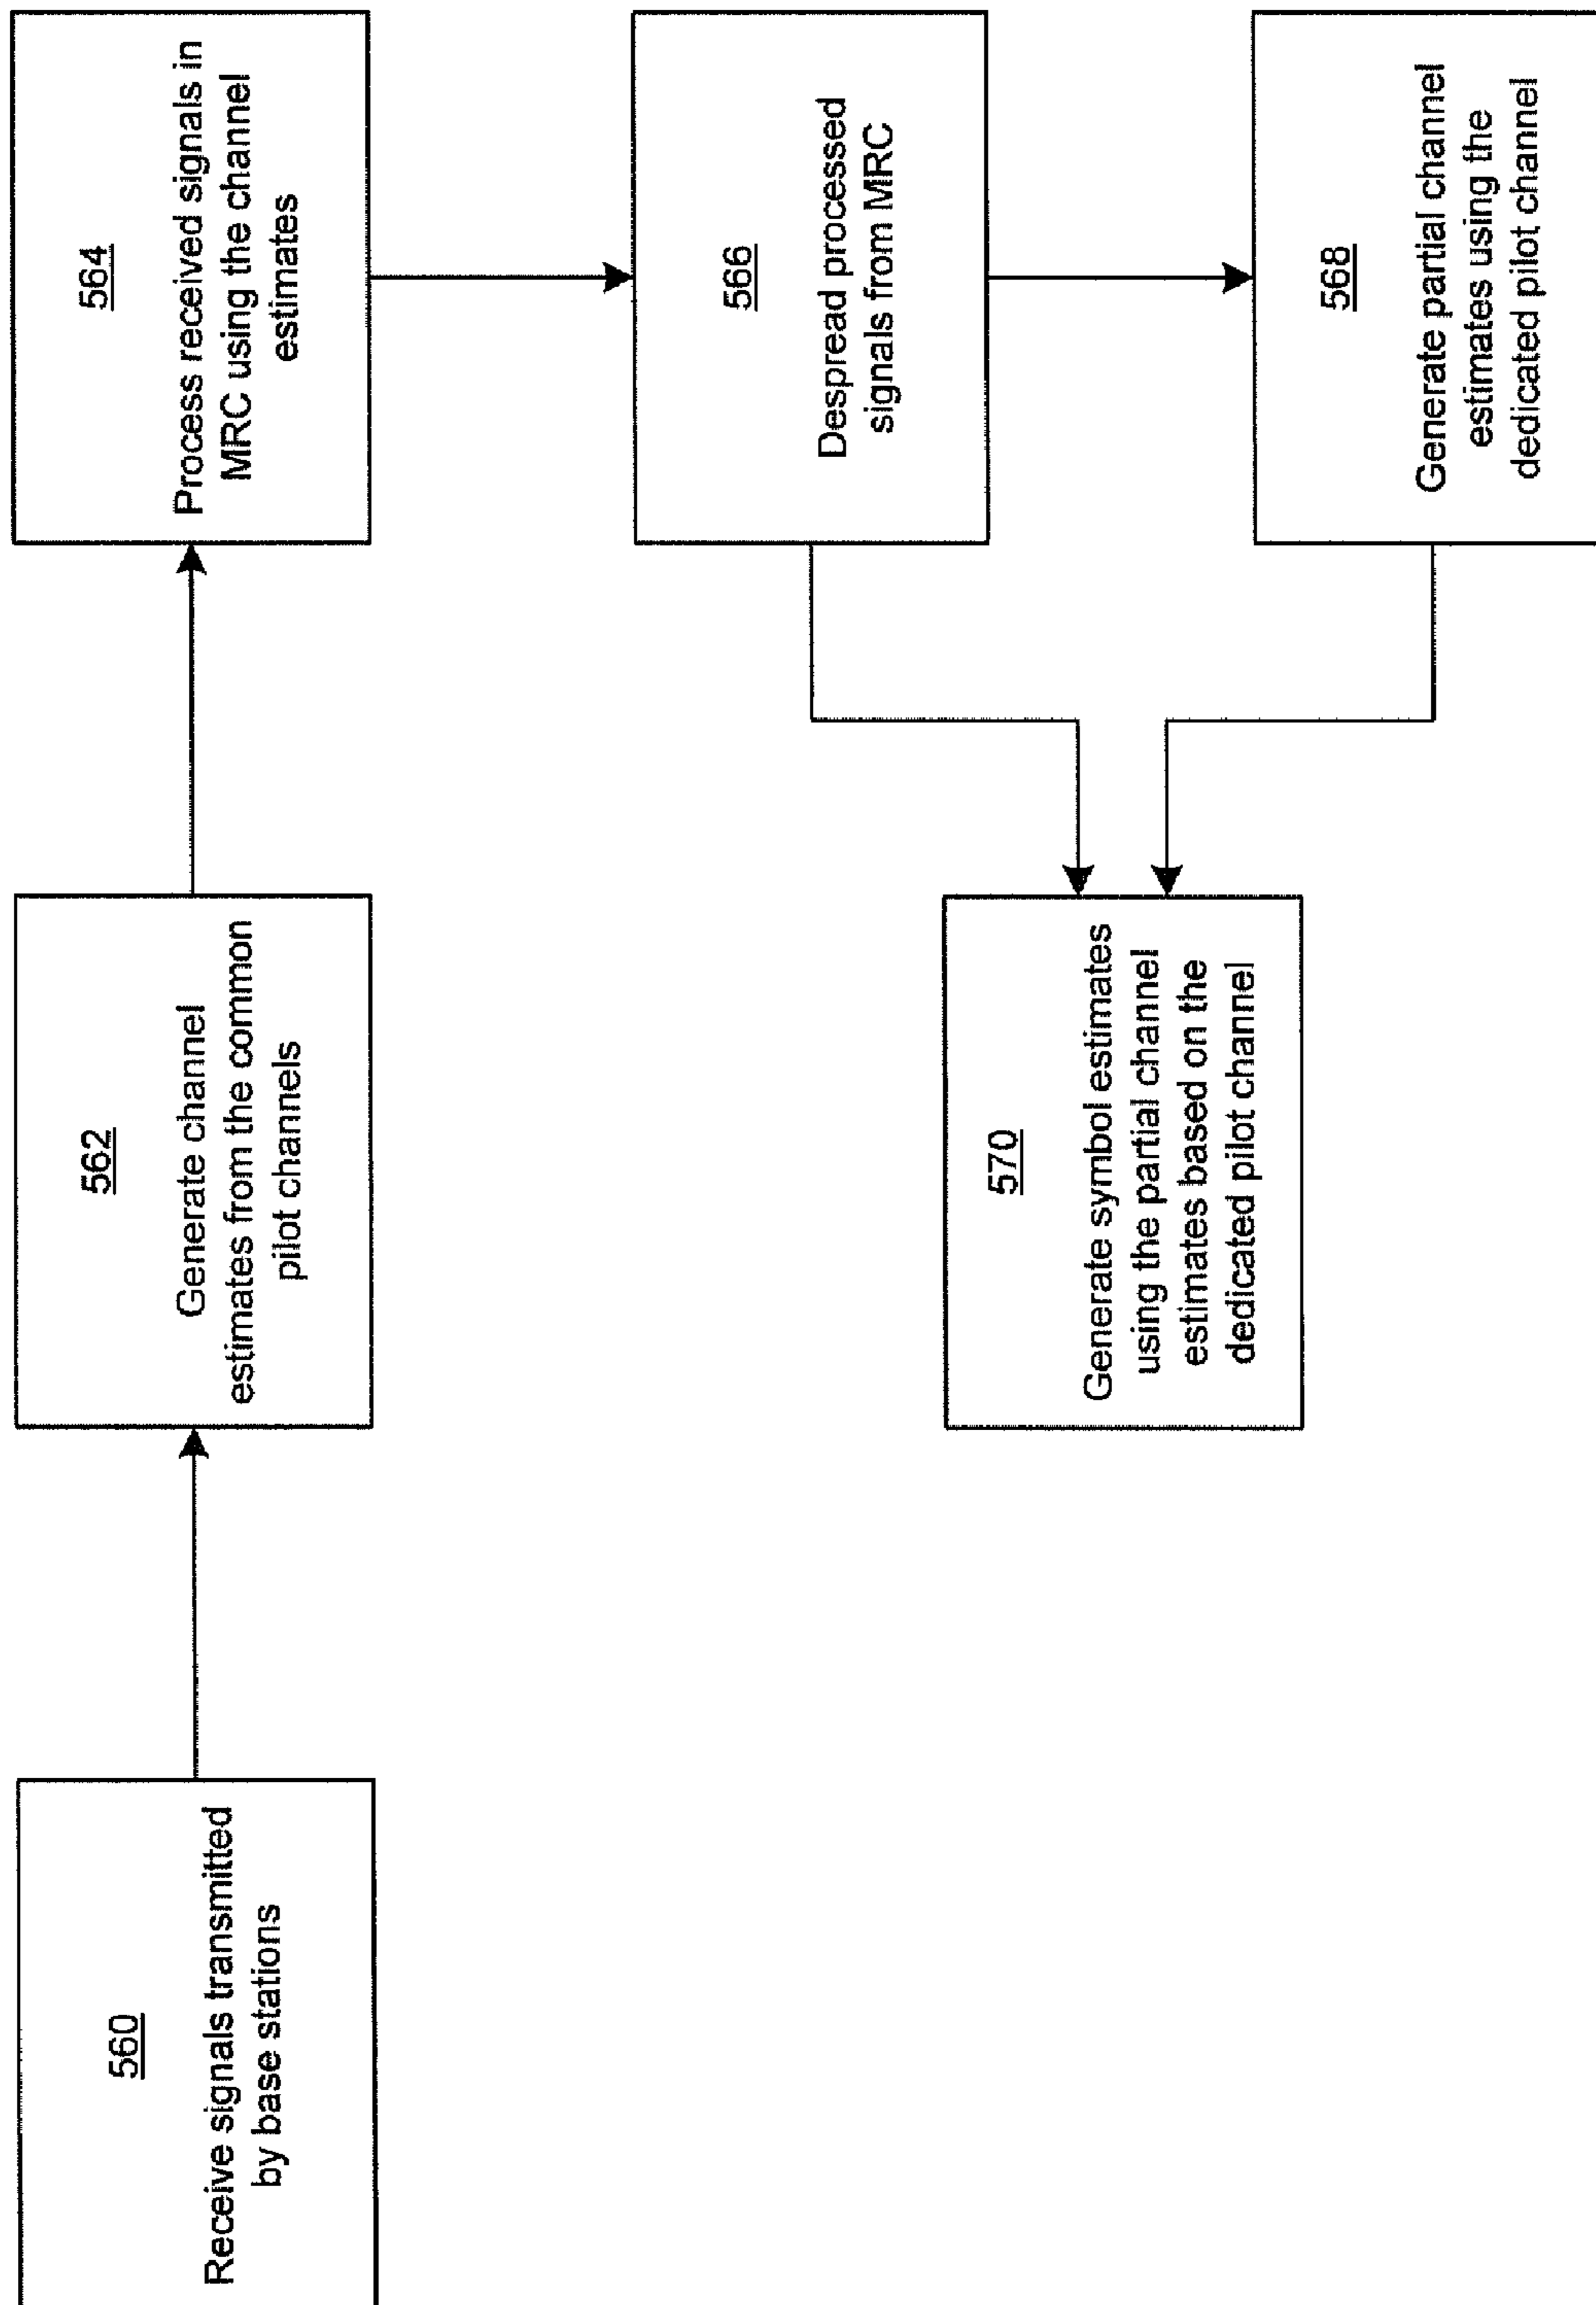 560
Receive signals transmitted
by base stations
562
Generate channel
estimates from the common
pilot channels
564
Process received signals in
MRC using the channel
estimates
566
Despread processed
signals from MRC
568
Generate partial channel
estimates using the
dedicated pilot channel
570
Generate symbol estimates
using the partial channel
estimates based on the
dedicated pilot channel